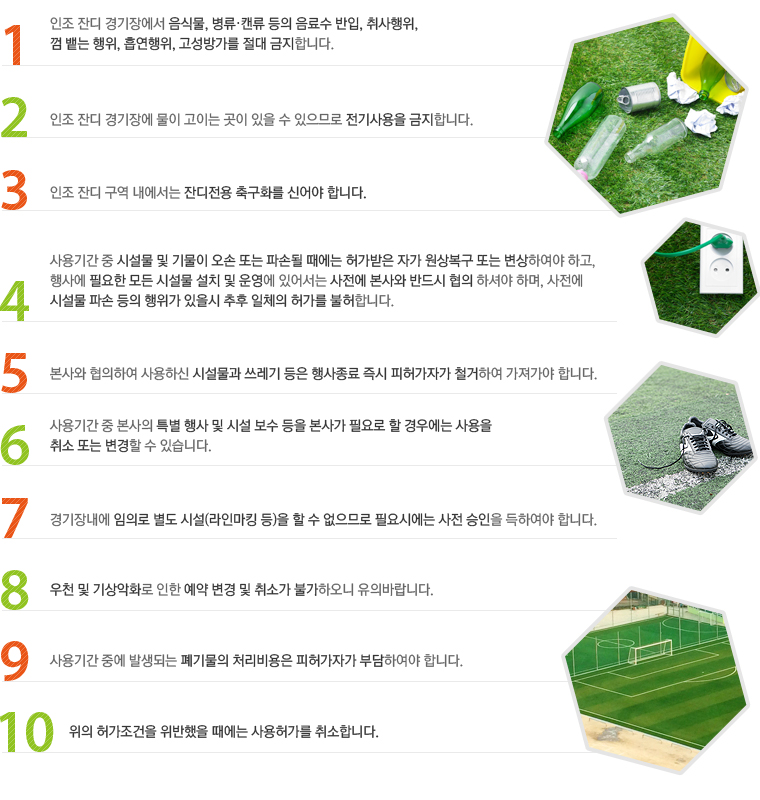 1
인조 잔디 경기장에서 음식물, 병류·캔류 등의 음료수 반입, 취사행위,
껌 뱉는 행위, 흡연행위, 고성방가를 절대 금지합니다.
2
인조 잔디 경기장에 물이 고이는 곳이 있을 수 있으므로 전기사용을 금지합니다.
3
인조 잔디 구역 내에서는 잔디전용 축구화를 신어야 합니다.
4
사용기간 중 시설물 및 기물이 오손 또는 파손될 때에는 허가받은 자가 원상복구 또는 변상하여야 하고,
행사에 필요한 모든 시설물 설치 및 운영에 있어서는 사전에 본사와 반드시 협의 하셔야 하며, 사전에
시설물 파손 등의 행위가 있을시 추후 일체의 허가를 불허합니다.
5
본사와 협의하여 사용하신 시설물과 쓰레기 등은 행사종료 즉시 피허가자가 철거하여 가져가야 합니다.
6
사용기간 중 본사의 특별 행사 및 시설 보수 등을 본사가 필요로 할 경우에는 사용을
취소 또는 변경할 수 있습니다.
7
경기장내에 임의로 별도 시설(라인마킹 등)을 할 수 없으므로 필요시에는 사전 승인을 득하여야 합니다.
8
우천 및 기상악화로 인한 예약 변경 및 취소가 불가하오니 유의바랍니다.
9
사용기간 중에 발생되는 폐기물의 처리비용은 피허가자가 부담하여야 합니다.
10
위의 허가조건을 위반했을 때에는 사용허가를 취소합니다.